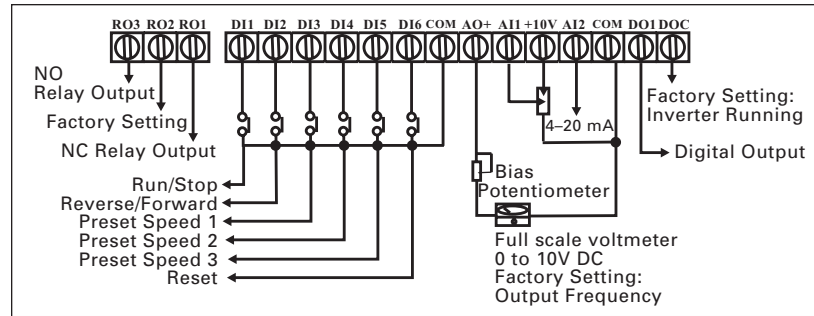 RO3 RO2 RO1 DI1 DI2 DI3 DI4 DI5 DI6 COM AO+ AI1 +10V AI2 COM DO1 DOC
NO
Relay Output
Factory Setting
NC Relay Output
Run/Stop
Reverse/Forward
Preset Speed 1
Preset Speed 2
Preset Speed 3
Reset
4–20 mA
Bias
Potentiometer
Full scale voltmeter
0 to 10V DC
Factory Setting:
Output Frequency
Factory Setting:
Inverter Running
Digital Output